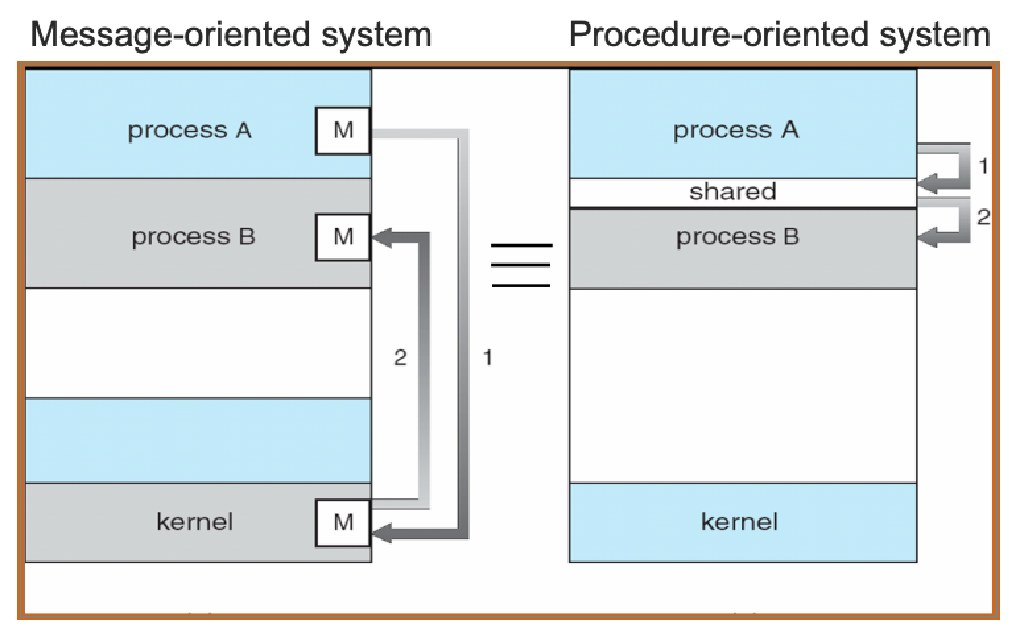 Message-oriented system
process A
M
process B
M
2
1
kernel
M
Procedure-oriented system
process A
1
shared
2
process B
kernel